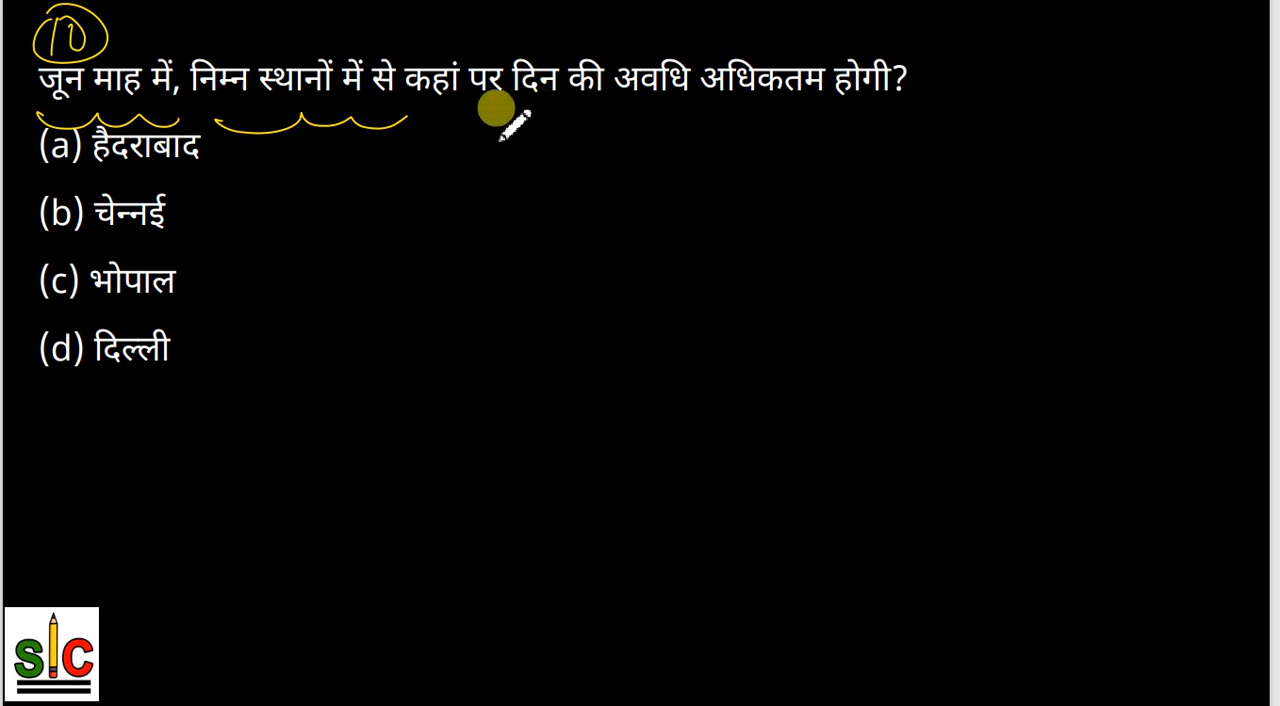 10
जून माह में, निम्न स्थानों में से कहां पर दिन की अवधि अधिकतम होगी?
(a) हैदराबाद
(b) चेन्नई
(c) भोपाल
(d) दिल्ली
SIC